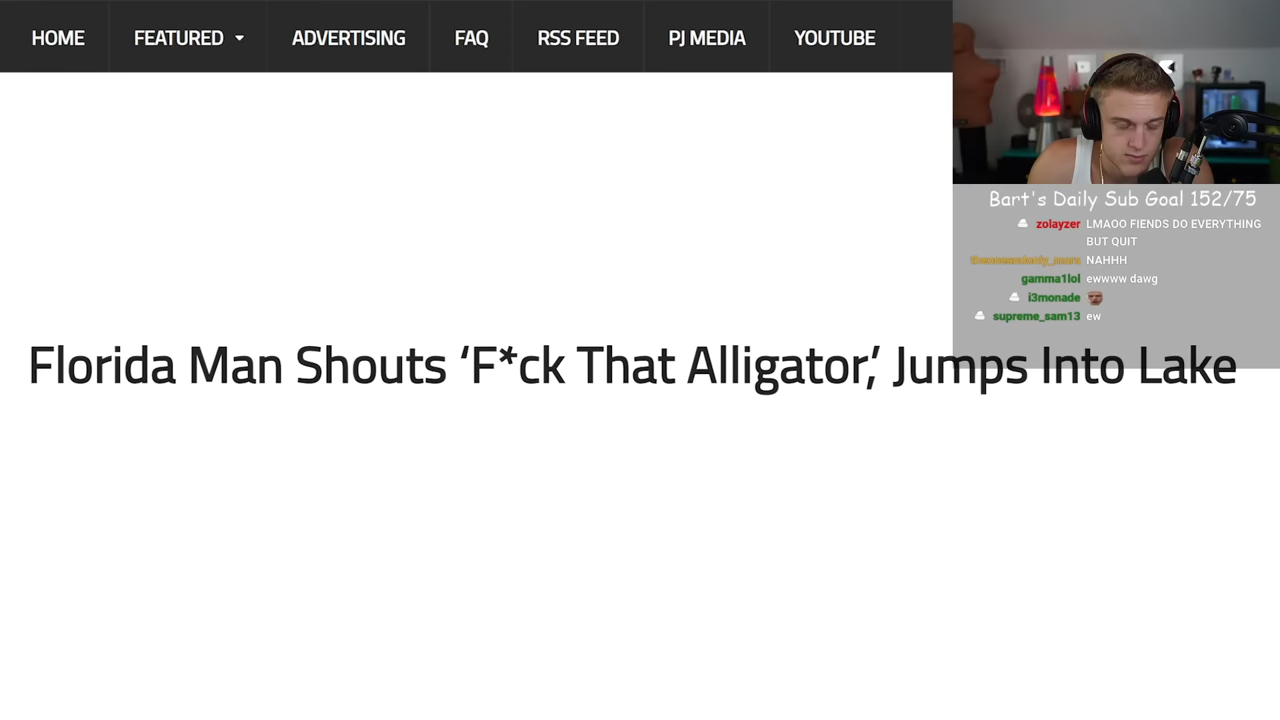 HOME FEATURED ADVERTISING FAQ RSS FEED PJ MEDIA YOUTUBE
Bart's Daily Sub Goal 152/75
zolayzer LMAOO FIENDS DO EVERYTHING
BUT QUIT
NAHHH
gamma1lol ewwww dawg
i3monade
supreme_sam13 ew
Florida Man Shouts ‘F*ck That Alligator,’ Jumps Into Lake